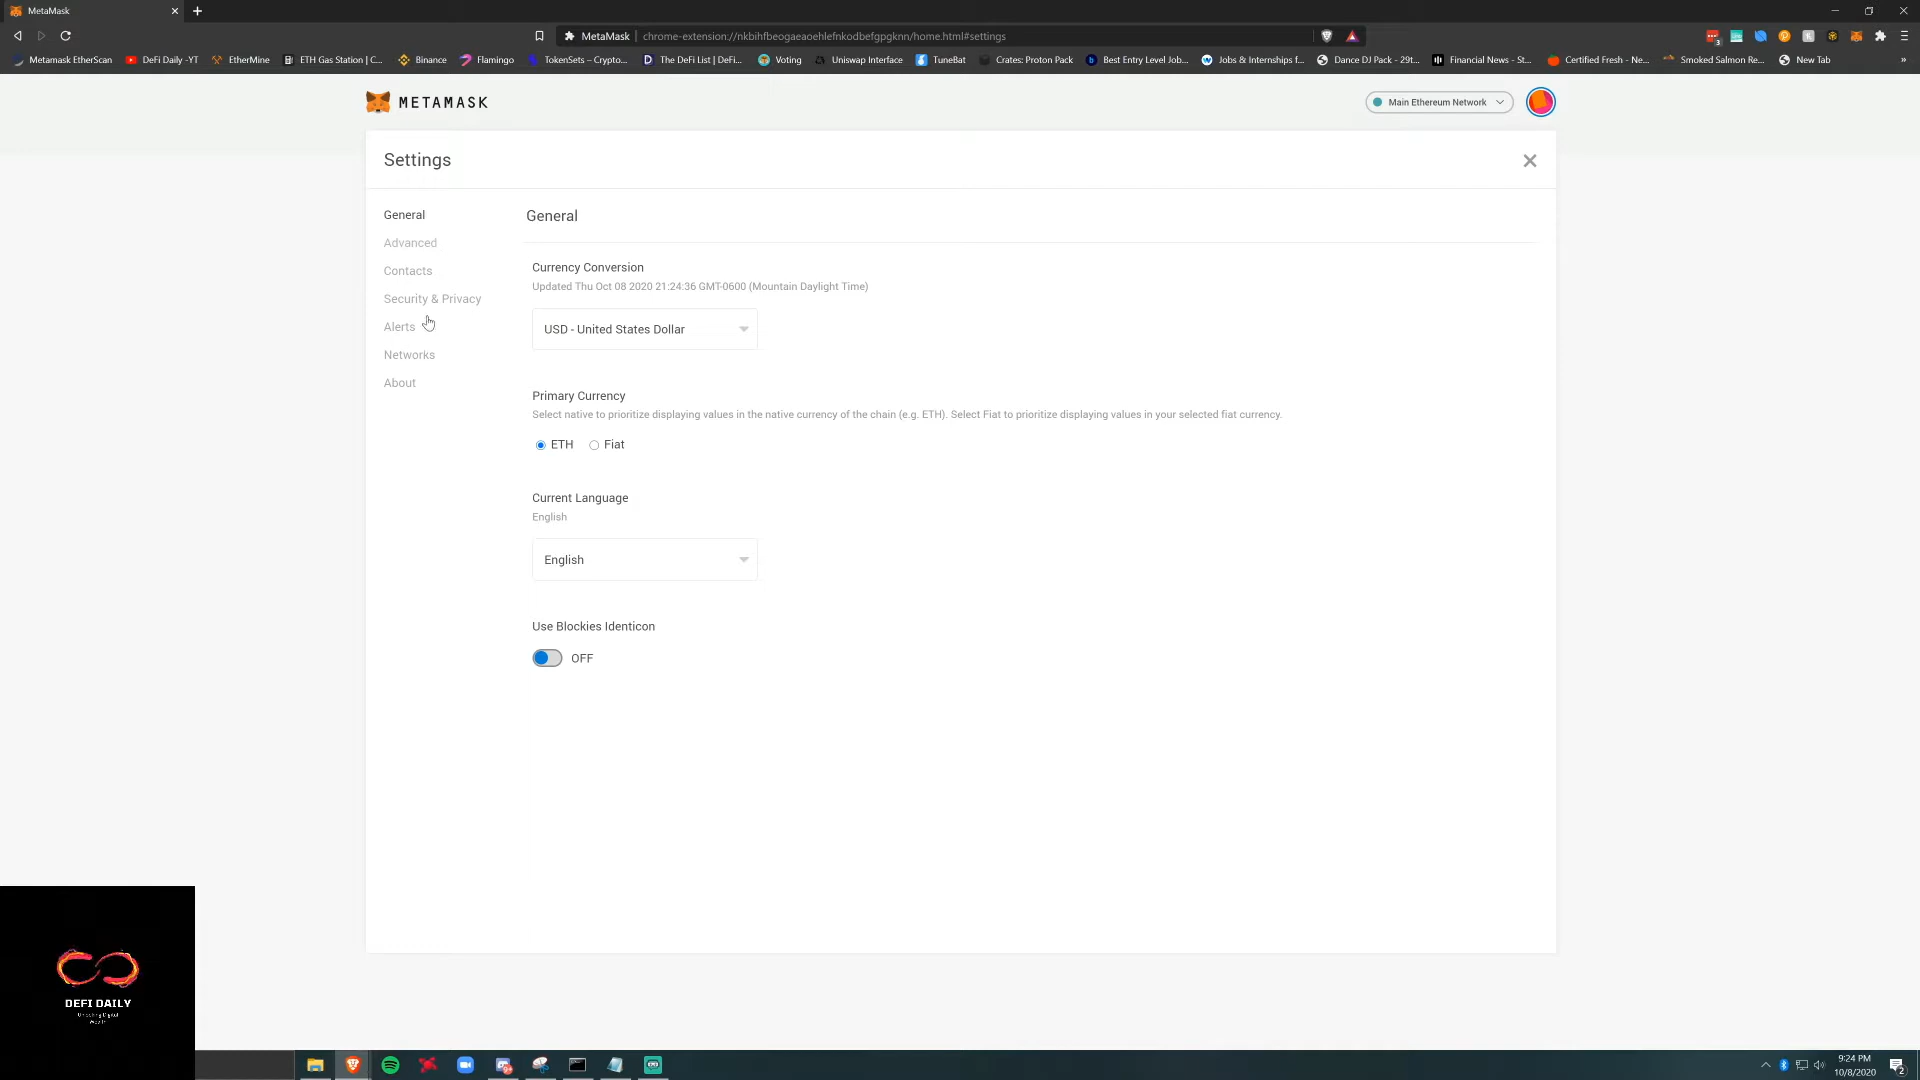 MetaMask
MetaMask | chrome-extension://nkbihfbeogaeaoehlefnkodbefgpgknn/home.html#settings
3
Metamask EtherScan
DeFi Daily -YT
EtherMine
ETH Gas Station | C...
Binance
Flamingo
TokenSets – Crypto...
The DeFi List | DeFi...
Voting
Uniswap Interface
TuneBat
Crates: Proton Pack
Best Entry Level Job...
Jobs & Internships f...
Dance DJ Pack - 29t...
Financial News - St...
Certified Fresh - Ne...
Smoked Salmon Re...
New Tab
»
METAMASK
Main Ethereum Network
Settings
General
Advanced
Contacts
Security & Privacy
Alerts
Networks
About
General
Currency Conversion
Updated Thu Oct 08 2020 21:24:36 GMT-0600 (Mountain Daylight Time)
USD - United States Dollar
Primary Currency
Select native to prioritize displaying values in the native currency of the chain (e.g. ETH). Select Fiat to prioritize displaying values in your selected fiat currency.
ETH
Fiat
Current Language
English
English
Use Blockies Identicon
OFF
DEFI DAILY
Unlocking Digital
Wealth
9:24 PM
10/8/2020
2